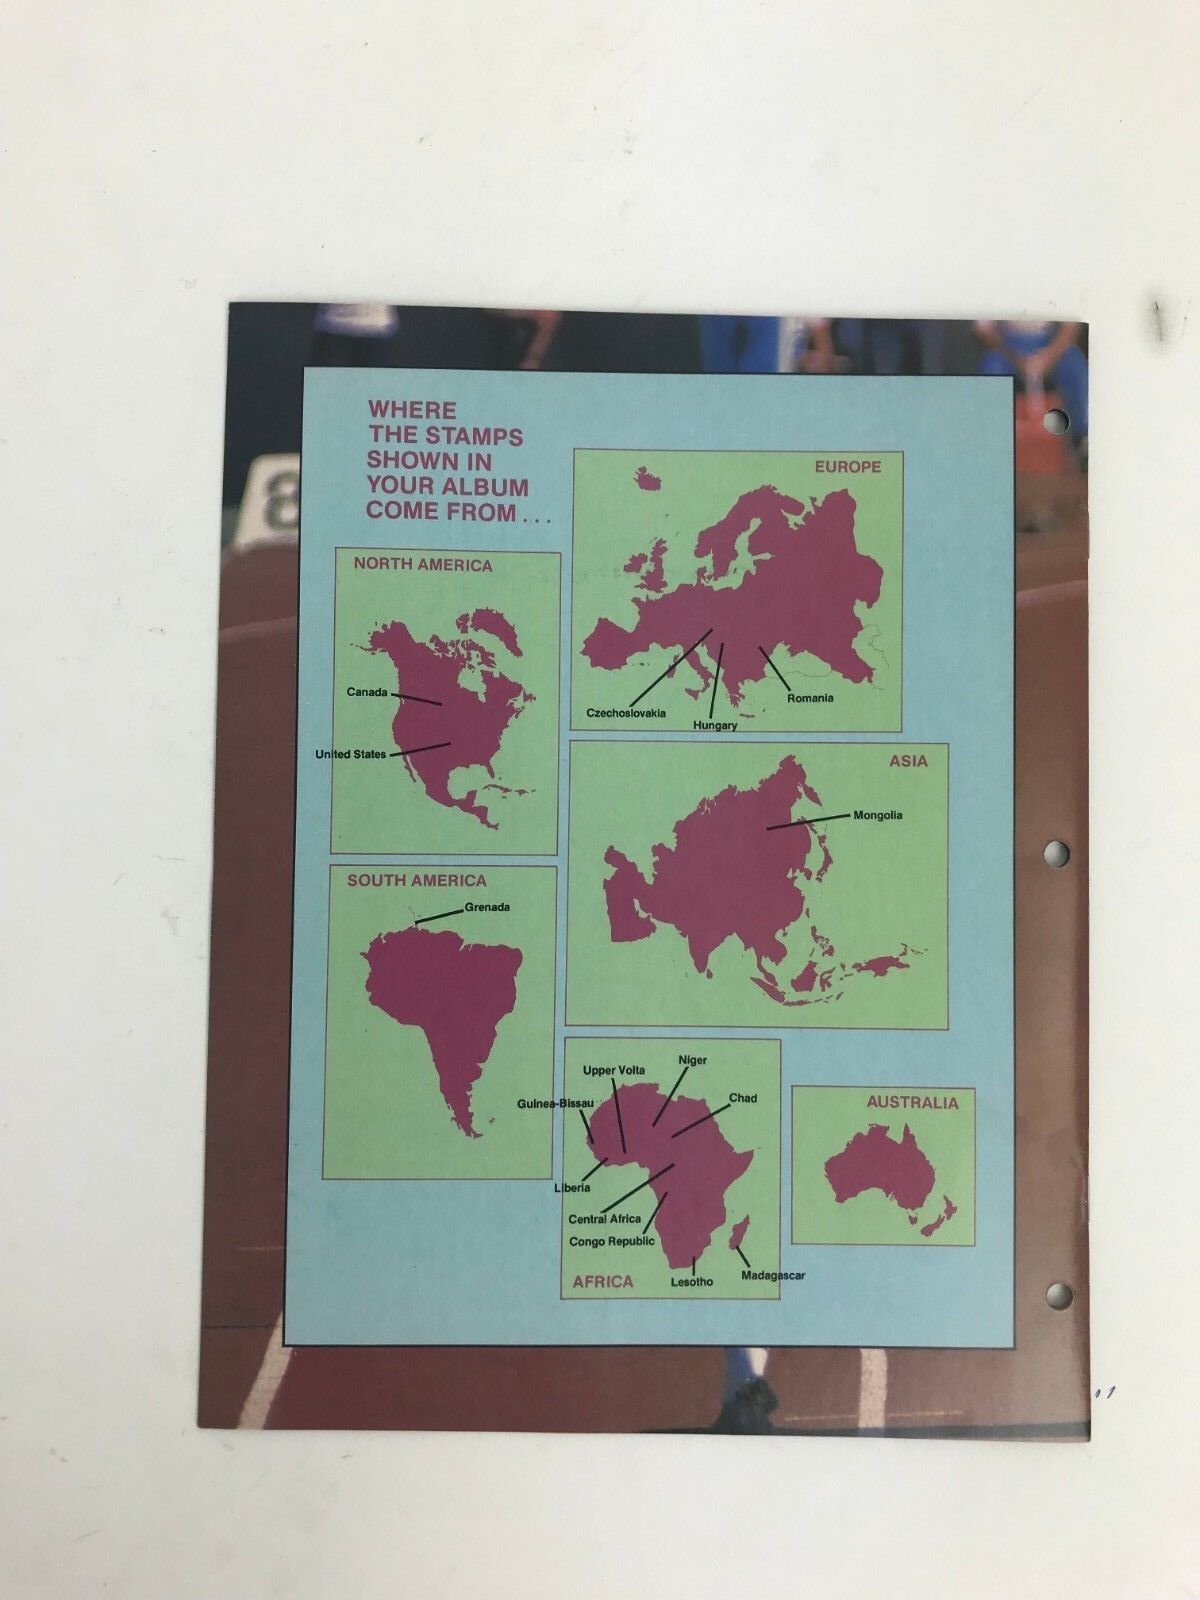 WHERE
THE STAMPS
SHOWN IN
YOUR ALBUM
COME FROM ...
NORTH AMERICA
Canada
United States
SOUTH AMERICA
Grenada
EUROPE
Czechoslovakia
Hungary
Romania
ASIA
Mongolia
Niger
Upper Volta
Chad
Guinea-Bissau
Liberia
Central Africa
Congo Republic
Lesotho
Madagascar
AFRICA
AUSTRALIA
8